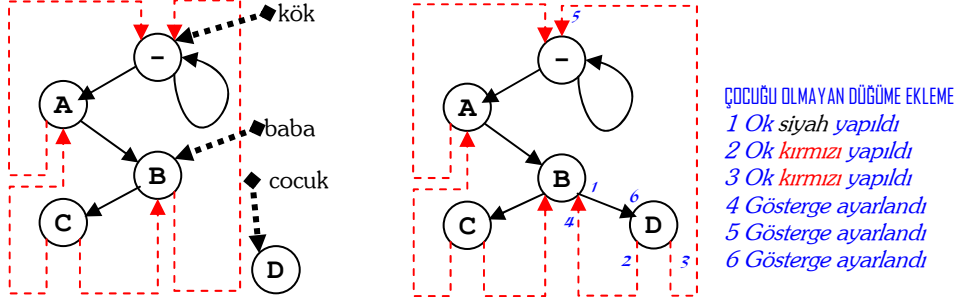 kök
-
A
baba
B
cocuk
C
D
5
-
A
B
1
6
C
4
D
2
3
ÇOCUĞU OLMAYAN DÜĞÜME EKLEME
1 Ok siyah yapıldı
2 Ok kırmızı yapıldı
3 Ok kırmızı yapıldı
4 Gösterge ayarlandı
5 Gösterge ayarlandı
6 Gösterge ayarlandı